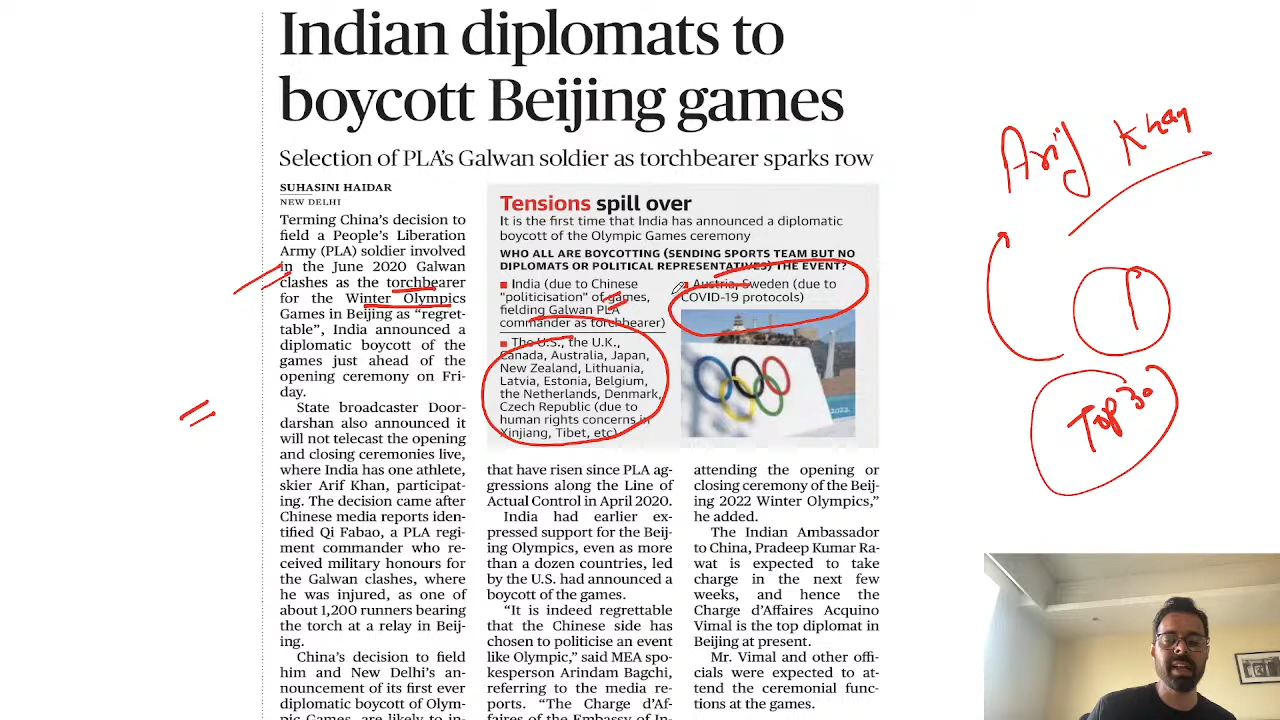 Indian diplomats to
boycott Beijing games
Selection of PLA's Galwan soldier as torchbearer sparks row
SUHASINI HAIDAR
NEW DELHI
Terming China's decision to
field a People's Liberation
Army (PLA) soldier involved
in the June 2020 Galwan
clashes as the torchbearer
for the Winter Olympics
Games in Beijing as "regret-
table", India announced a
diplomatic boycott of the
games just ahead of the
opening ceremony on Fri-
day.
State broadcaster Door-
darshan also announced it
will not telecast the opening
and closing ceremonies live,
where India has one athlete,
skier Arif Khan, participat-
ing. The decision came after
Chinese media reports iden-
tified Qi Fabao, a PLA regi-
ment commander who re-
ceived military honours for
the Galwan clashes, where
he was injured, as one of
about 1,200 runners bearing
the torch at a relay in Beij-
ing.
China's decision to field
him and New Delhi's an-
nouncement of its first ever
diplomatic boycott of Olym-
pic Games, are likely to in-
Tensions spill over
It is the first time that India has announced a diplomatic
boycott of the Olympic Games ceremony
WHO ALL ARE BOYCOTTING (SENDING SPORTS TEAM BUT NO
DIPLOMATS OR POLITICAL REPRESENTATIVES) THE EVENT?
India (due to Chinese
"politicisation" of games,
fielding Galwan PLA
commander as torchbearer)
The U.S., the U.K.,
Canada, Australia, Japan,
New Zealand, Lithuania,
Latvia, Estonia, Belgium,
the Netherlands, Denmark,
Czech Republic (due to
human rights concerns in
Xinjiang, Tibet, etc)
Austria, Sweden (due to
COVID-19 protocols)
2022
that have risen since PLA ag-
gressions along the Line of
Actual Control in April 2020.
India had earlier ex-
pressed support for the Beij-
ing Olympics, even as more
than a dozen countries, led
by the U.S. had announced a
boycott of the games.
"It is indeed regrettable
that the Chinese side has
chosen to politicise an event
like Olympic," said MEA spo-
kesperson Arindam Bagchi,
referring to the media re-
ports. "The Charge d'Af-
faires of the Embassy of In-
attending the opening or
closing ceremony of the Beij-
ing 2022 Winter Olympics,"
he added.
The Indian Ambassador
to China, Pradeep Kumar Ra-
wat is expected to take
charge in the next few
weeks, and hence the
Charge d'Affaires Acquino
Vimal is the top diplomat in
Beijing at present.
Mr. Vimal and other offi-
cials were expected to at-
tend the ceremonial func-
tions at the games.
Arif Khan
1
Top 30